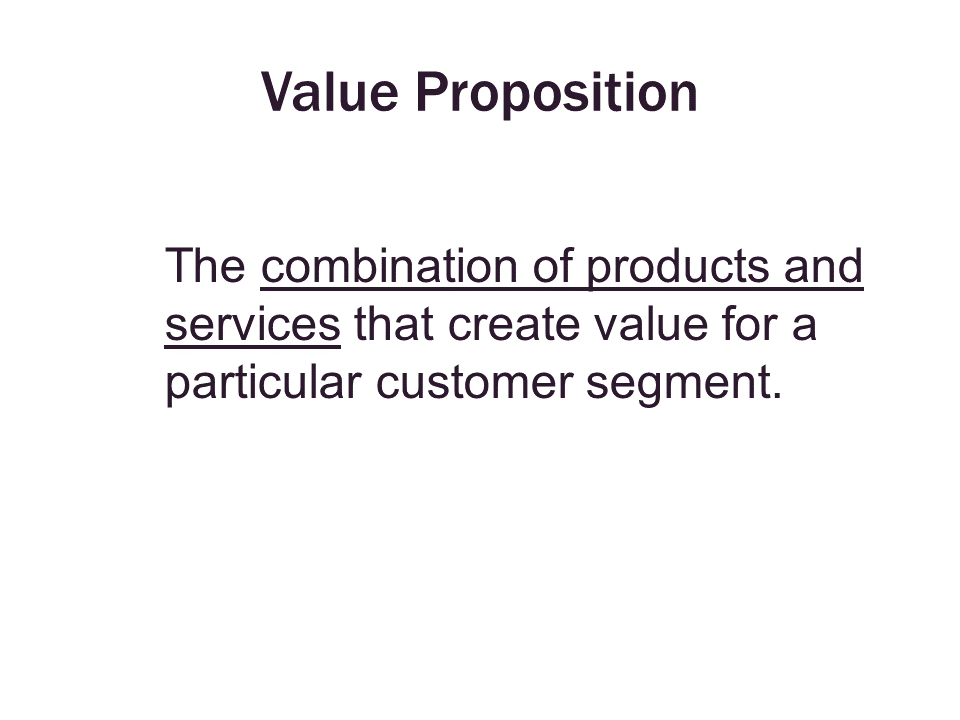 Value Proposition
The combination of products and
services that create value for a
particular customer segment.